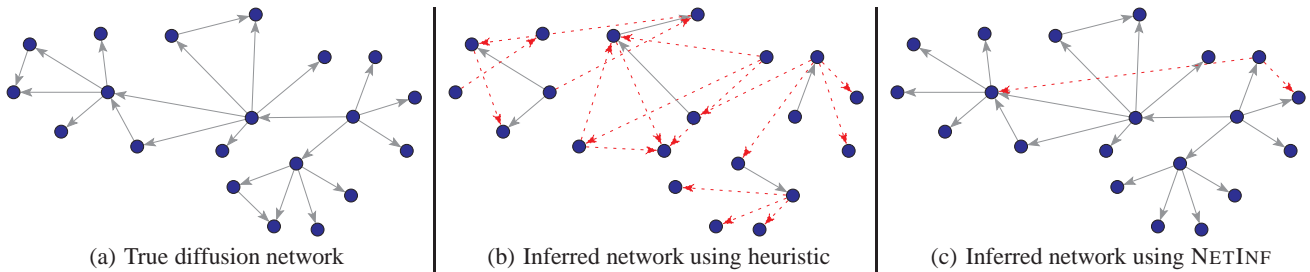 (a) True diffusion network
(b) Inferred network using heuristic
(c) Inferred network using NETINF